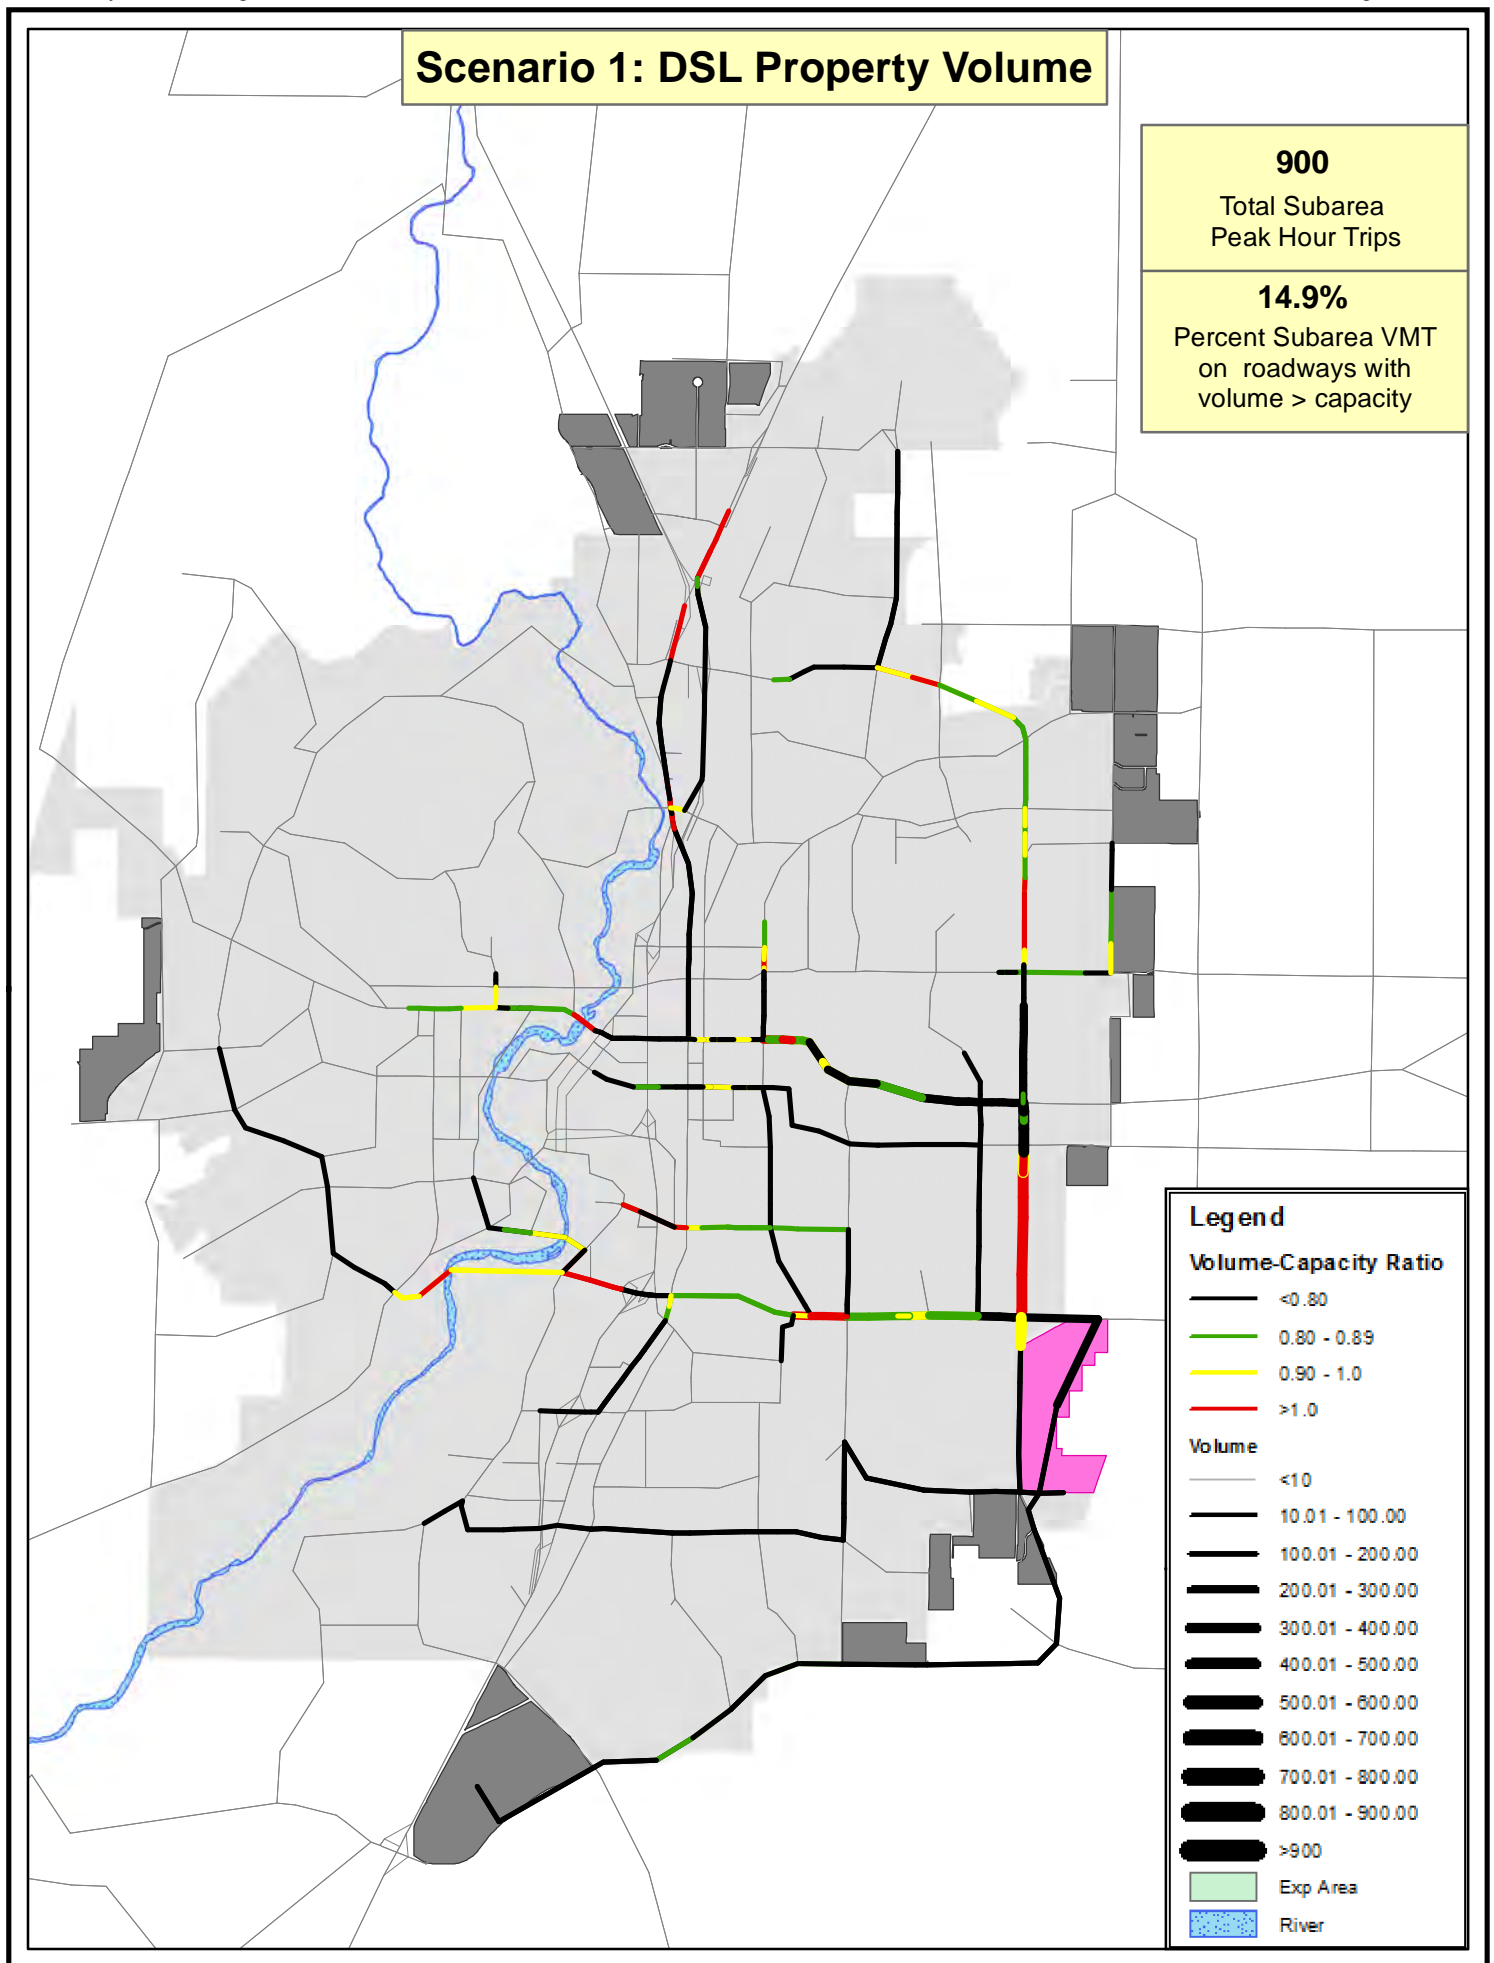 Scenario 1: DSL Property Volume
900
Total Subarea
Peak Hour Trips
14.9%
Percent Subarea VMT
on roadways with
volume > capacity
Legend
Volume-Capacity Ratio
<0.80
0.80 - 0.89
0.90 - 1.0
>1.0
Volume
<10
10.01 - 100.00
100.01 - 200.00
200.01 - 300.00
300.01 - 400.00
400.01 - 500.00
500.01 - 600.00
600.01 - 700.00
700.01 - 800.00
800.01 - 900.00
>900
Exp Area
River